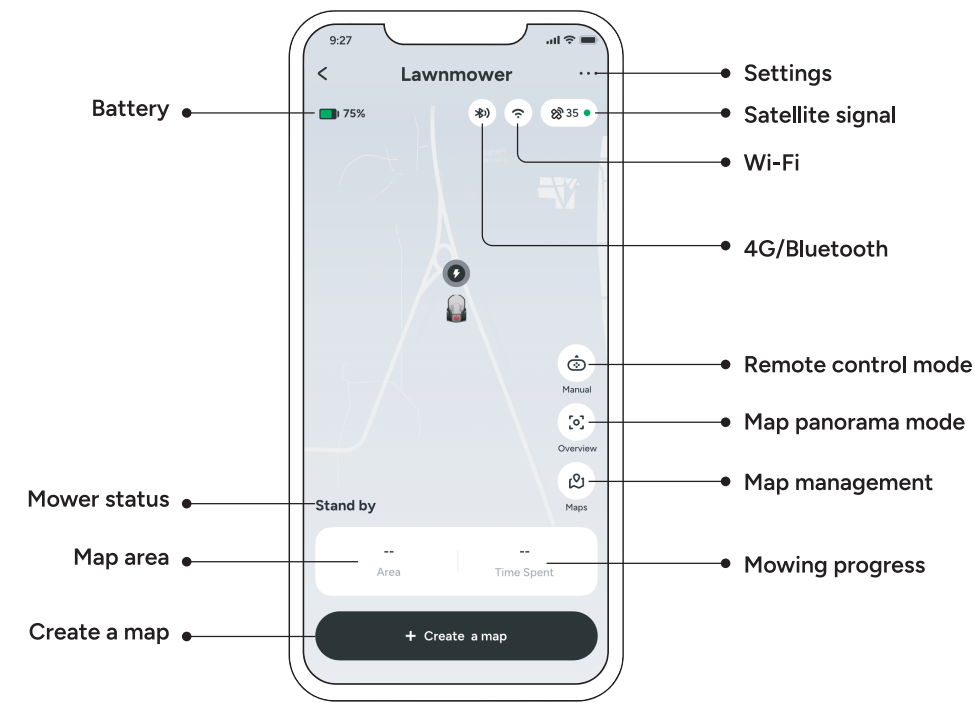 9:27
Lawnmower
Settings
Battery
75%
35
Satellite signal
Wi-Fi
4G/Bluetooth
Manual
Remote control mode
Overview
Map panorama mode
Maps
Map management
Mower status
Stand by
Map area
--
Area
--
Time Spent
Mowing progress
Create a map
+ Create a map